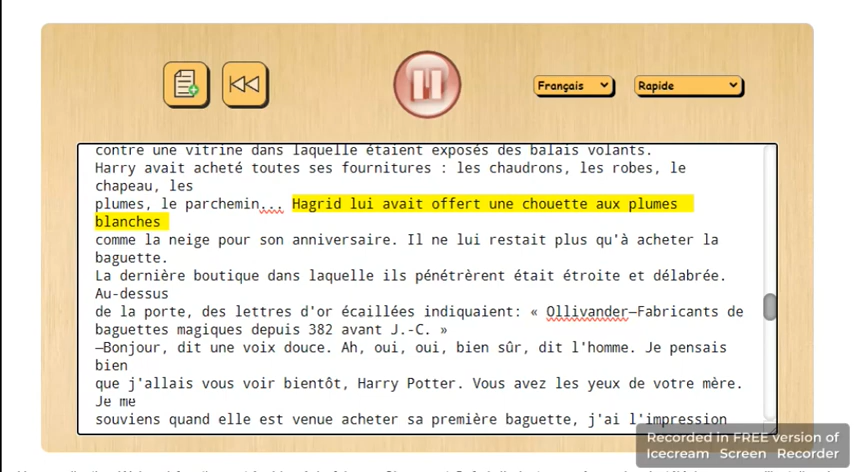 Français
Rapide
contre une vitrine dans laquelle étaient exposés des balais volants.
Harry avait acheté toutes ses fournitures : les chaudrons, les robes, le
chapeau, les
plumes, le parchemin... Hagrid lui avait offert une chouette aux plumes
blanches
comme la neige pour son anniversaire. Il ne lui restait plus qu'à acheter la
baguette.
La dernière boutique dans laquelle ils pénétrèrent était étroite et délabrée.
Au-dessus
de la porte, des lettres d'or écaillées indiquaient: « Ollivander—Fabricants de
baguettes magiques depuis 382 avant J.-C. »
—Bonjour, dit une voix douce. Ah, oui, oui, bien sûr, dit l'homme. Je pensais
bien
que j'allais vous voir bientôt, Harry Potter. Vous avez les yeux de votre mère.
Je me
souviens quand elle est venue acheter sa première baguette, j'ai l'impression
Recorded in FREE version of
Icecream Screen Recorder